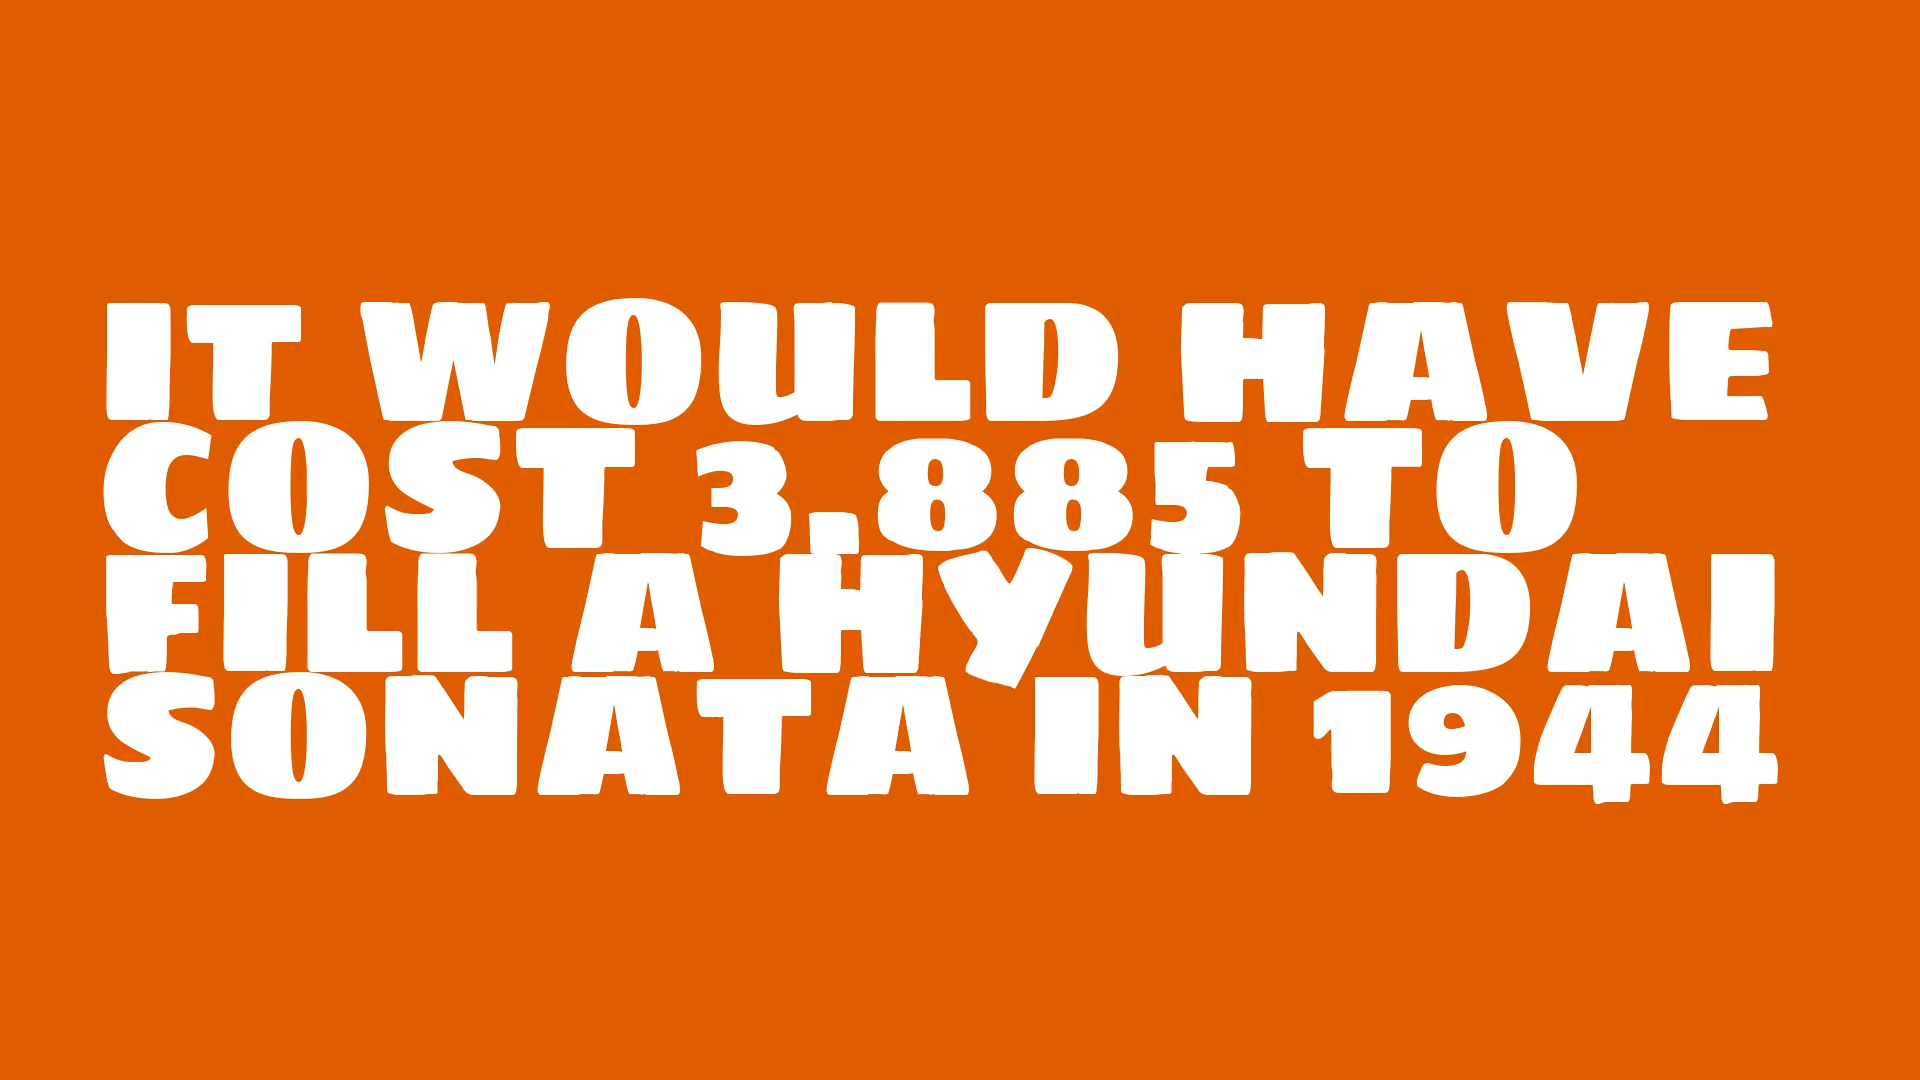 IT WOULD HAVE
COST 3,885 TO
FILL A HYUNDAI
SONATA IN 1944